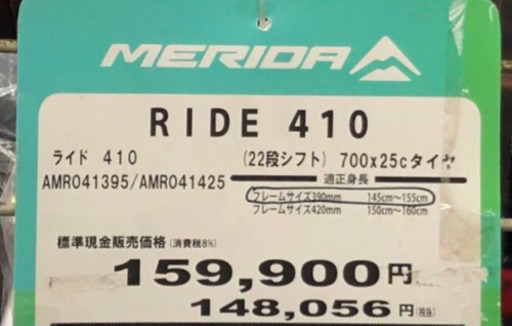 MERIDA
RIDE 410
ライド 410 (22段シフト) 700x25cタイヤ
AMR041395/AMR041425 適正身長
フレームサイズ390mm 145cm〜155cm
フレームサイズ420mm 150cm〜160cm
標準現金販売価格 (消費税8%)
159,900円
148,056円(税抜)